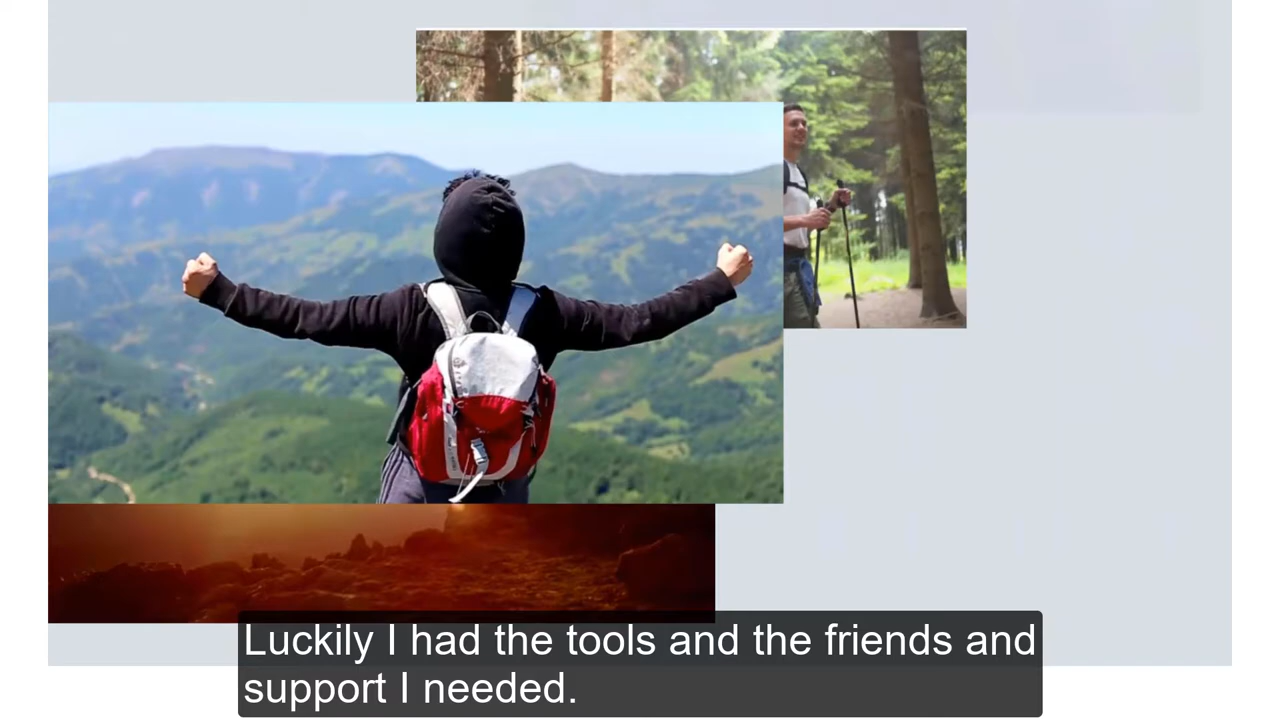 Luckily I had the tools and the friends and
support I needed.